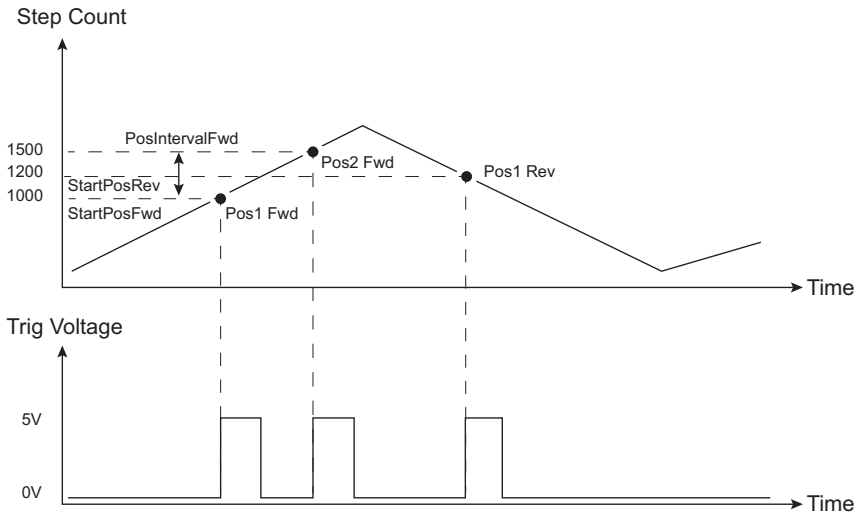 Step Count
PosIntervalFwd
1500
Pos2 Fwd
1200
Pos1 Rev
StartPosRev
1000
StartPosFwd
Pos1 Fwd
Time
Trig Voltage
5V
0V
Time